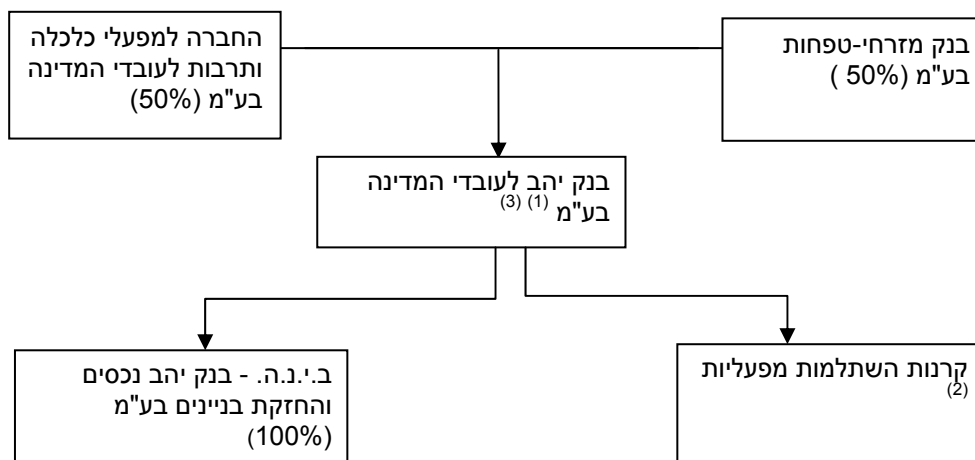 בנק מזרחי-טפחות
בע"מ (50% )
החברה למפעלי כלכלה
ותרבות לעובדי המדינה
בע"מ (50%)
בנק יהב לעובדי המדינה
בע"מ (1) (3)
קרנות השתלמות מפעליות
(2)
ב.י.נ.ה. - בנק יהב נכסים
והחזקת בניינים בע"מ
(100%)